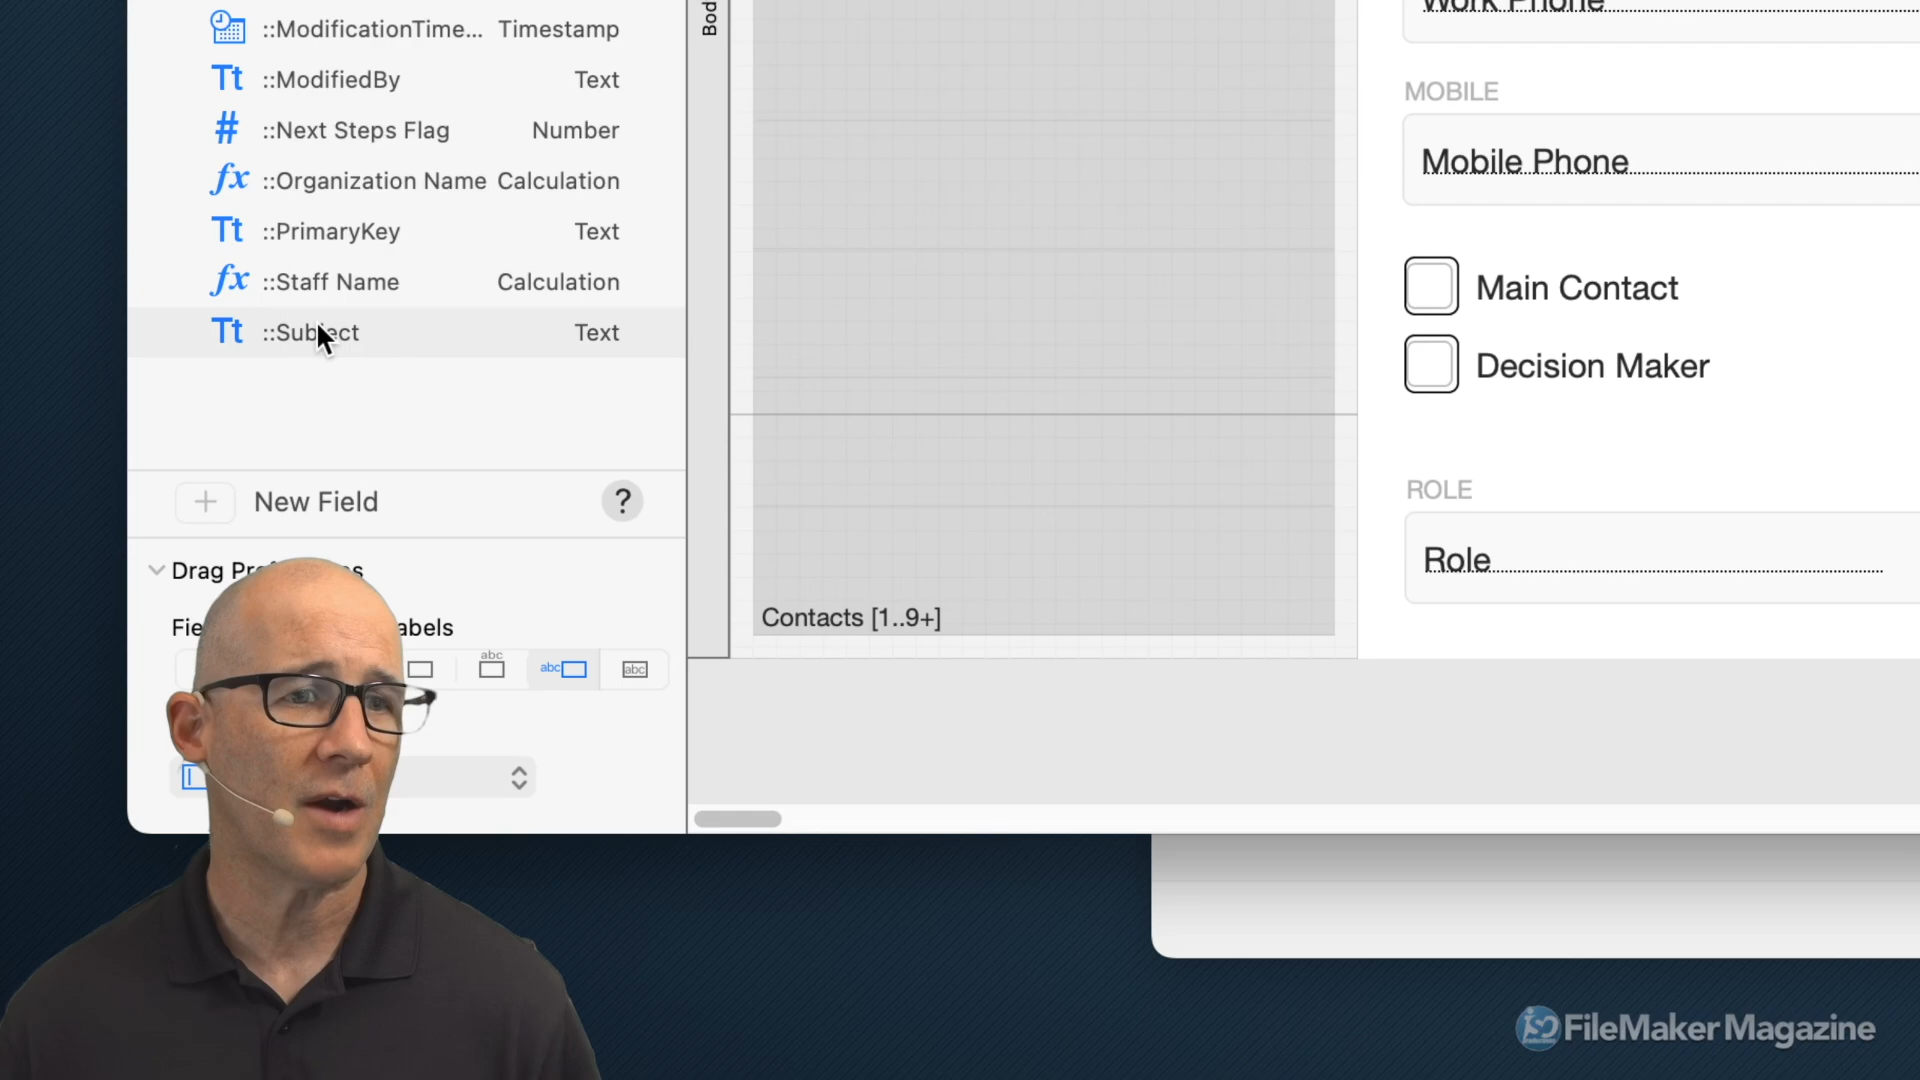 ::ModificationTime... Timestamp
Tt ::ModifiedBy Text
# ::Next Steps Flag Number
fx ::Organization Name Calculation
Tt ::PrimaryKey Text
fx ::Staff Name Calculation
Tt ::Subject Text
+ New Field ?
Drag
abels
abc
abc
abc
Contacts [1..9+]
Work Phone
MOBILE
Mobile Phone
Main Contact
Decision Maker
ROLE
Role
FileMaker Magazine